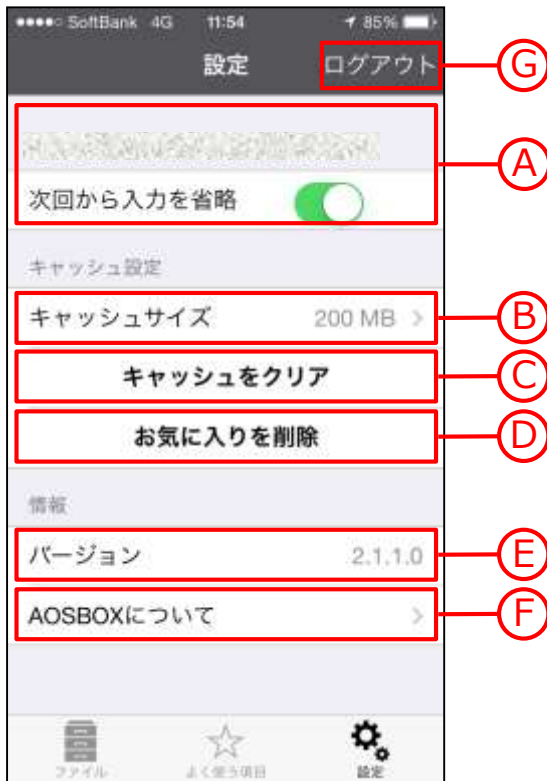 SoftBank 4G 11:54 85%
設定 ログアウト G
A
次回から入力を省略
キャッシュ設定
キャッシュサイズ 200 MB > B
キャッシュをクリア C
お気に入りを削除 D
情報
バージョン 2.1.1.0 E
AOSBOXについて > F
ファイル よく使う項目 設定